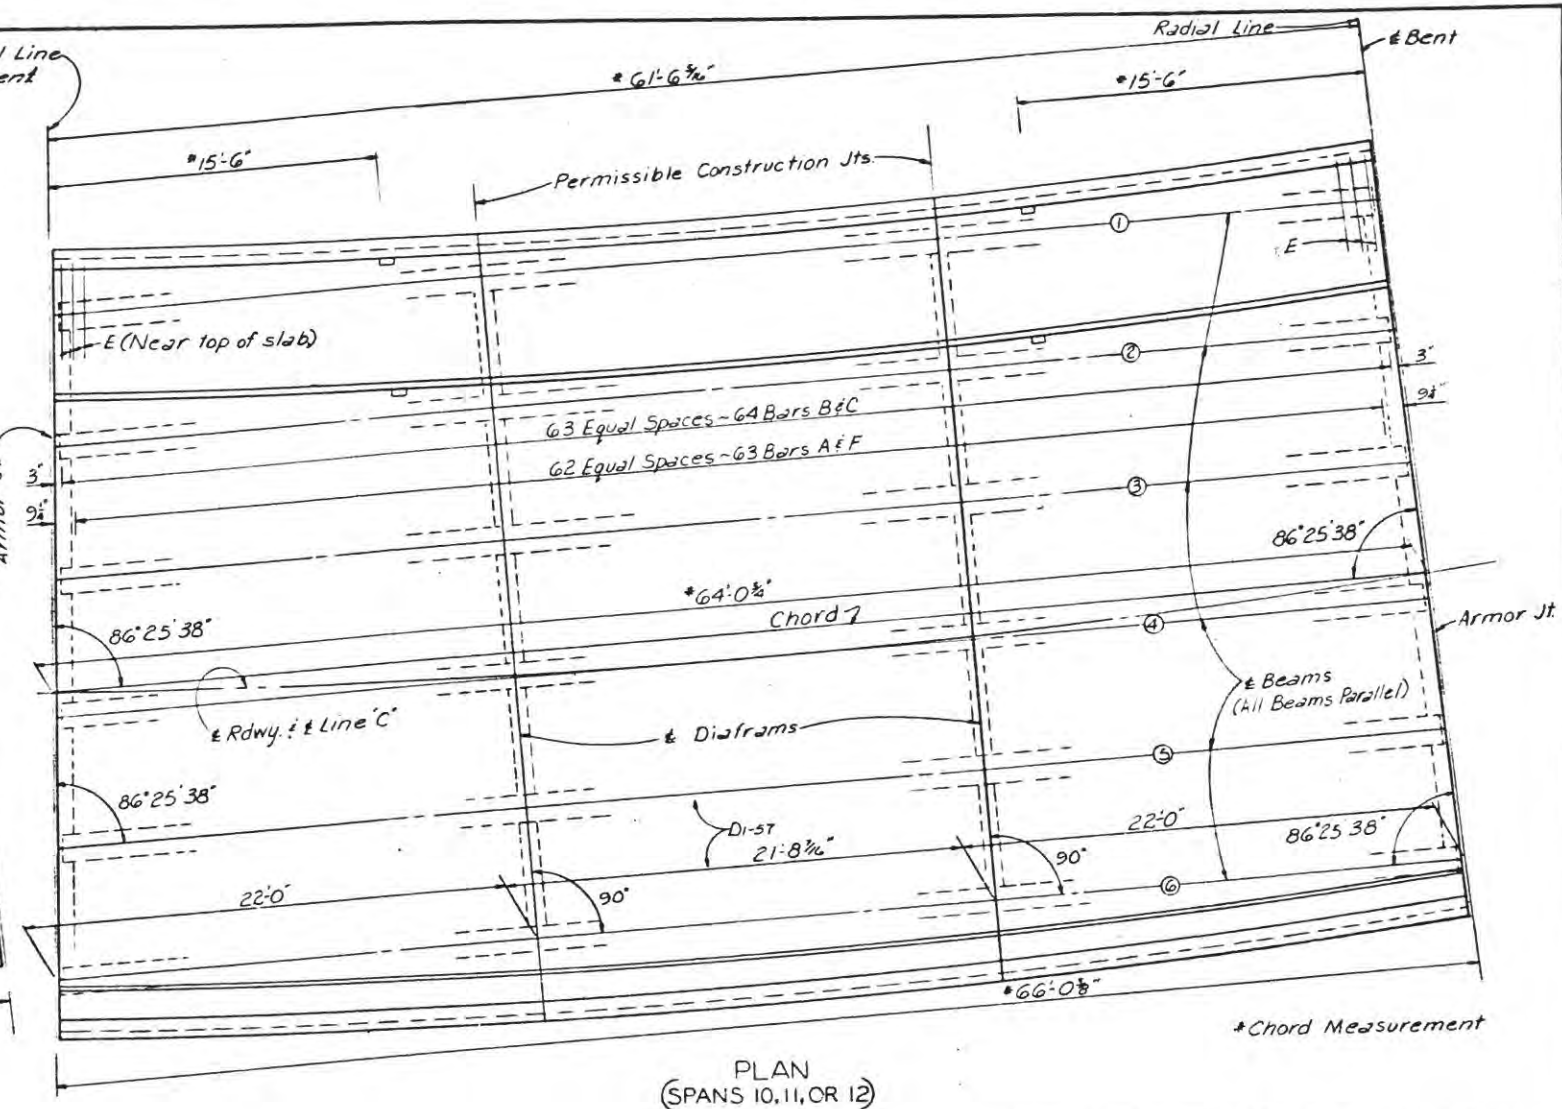 Line
Radial Line
℄ Bent
*61'-6 5/16"
*15'-6"
*15'-6"
Permissible Construction Jts.
①
E
E (Near top of slab)
②
3"
63 Equal Spaces ~ 64 Bars B&C
9¼"
62 Equal Spaces ~ 63 Bars A & F
3"
③
9¼"
86°25'38"
*64'-0¾"
Chord
86°25'38"
④
Armor Jt.
℄ Beams
(All Beams Parallel)
℄ Rdwy. & ℄ Line "C"
℄ Diaframs
⑤
86°25'38"
D1-57
22'-0"
21'-8 3/16"
86°25'38"
90°
22'-0"
90°
⑥
*66'-0⅜"
*Chord Measurement
PLAN
(SPANS 10, 11, OR 12)